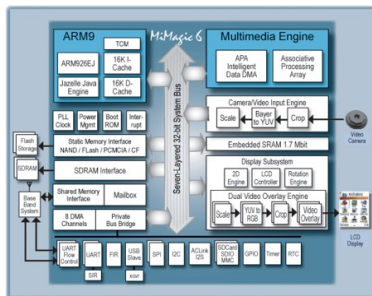 MiMagic 6
ARM9
TCM
ARM926EJ
16K I-Cache
Jazelle Java Engine
16K D-Cache
PLL Clock
Power Mgmt
Boot ROM
Interrupt
Static Memory Interface
NAND / FLash / PCMCIA / CF
SDRAM Interface
Shared Memory Interface
Mailbox
8 DMA Channels
Private Bus Bridge
Flash Storage
SDRAM
Base Band System
Seven-Layered 32-bit System Bus
Multimedia Engine
APA Intelligent Data DMA
Associative Processing Array
Camera/Video Input Engine
Scale
Bayer to YUV
Crop
Video Camera
Embedded SRAM 1.7 Mbit
Display Subsystem
2D Engine
LCD Controller
Rotation Engine
Dual Video Overlay Engine
Scale
YUV to RGB
Crop
Video Overlay
LCD Display
UART Flow Control
UART
FIR
USB Slave
SPI
I2C
ACLink I2S
SDCard SDIO MMC
GPIO
Timer
RTC
SIR